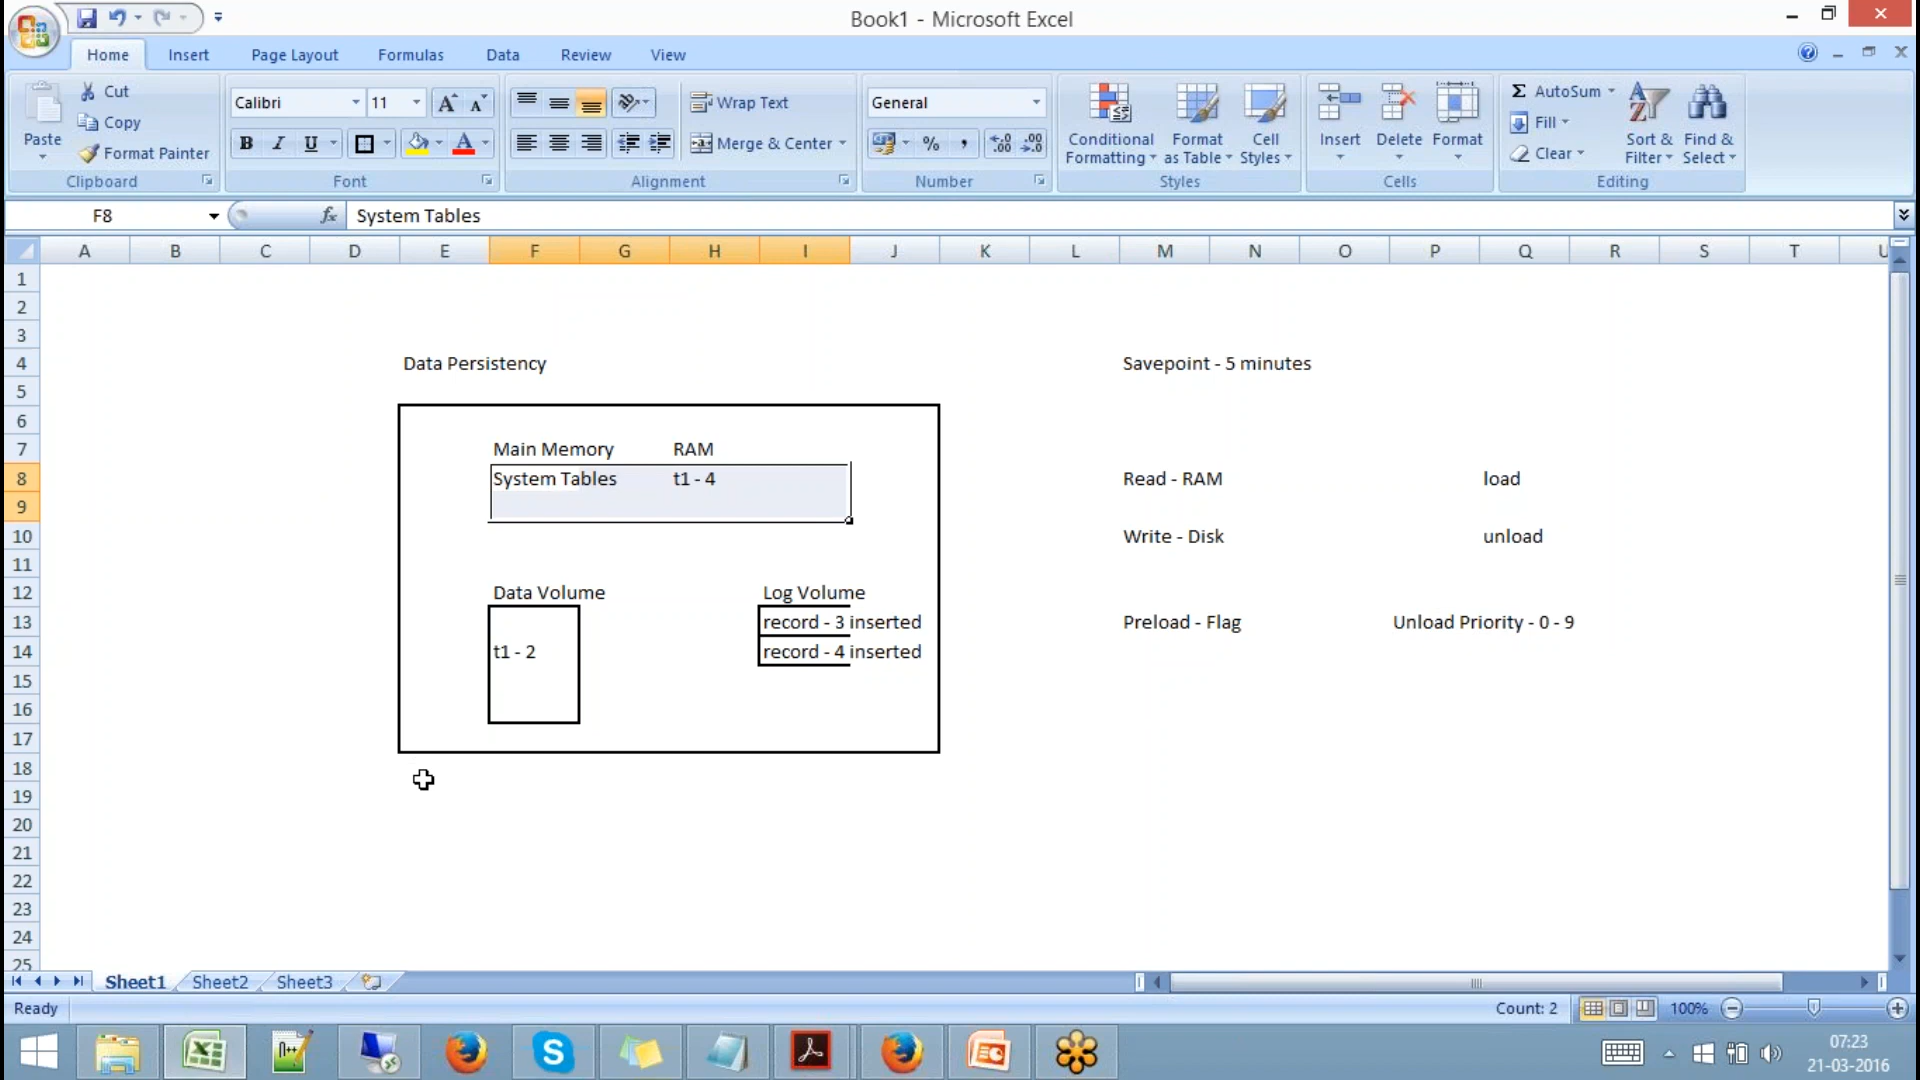 Book1 - Microsoft Excel
Home Insert Page Layout Formulas Data Review View
Paste
Cut
Copy
Format Painter
Clipboard
Calibri 11
B I U
Font
Wrap Text
Merge & Center
Alignment
General
Number
Conditional Formatting
Format as Table
Cell Styles
Styles
Insert Delete Format
Cells
AutoSum
Fill
Clear
Sort & Filter
Find & Select
Editing
F8 fx System Tables
A B C D E F G H I J K L M N O P Q R S T U
1
2
3
4 Data Persistency Savepoint - 5 minutes
5
6
7 Main Memory RAM
8 System Tables t1 - 4 Read - RAM load
9
10 Write - Disk unload
11
12 Data Volume Log Volume
13 record - 3 inserted Preload - Flag Unload Priority - 0 - 9
14 t1 - 2 record - 4 inserted
15
16
17
18
19
20
21
22
23
24
25
Sheet1 Sheet2 Sheet3
Ready Count: 2 100%
07:23
21-03-2016